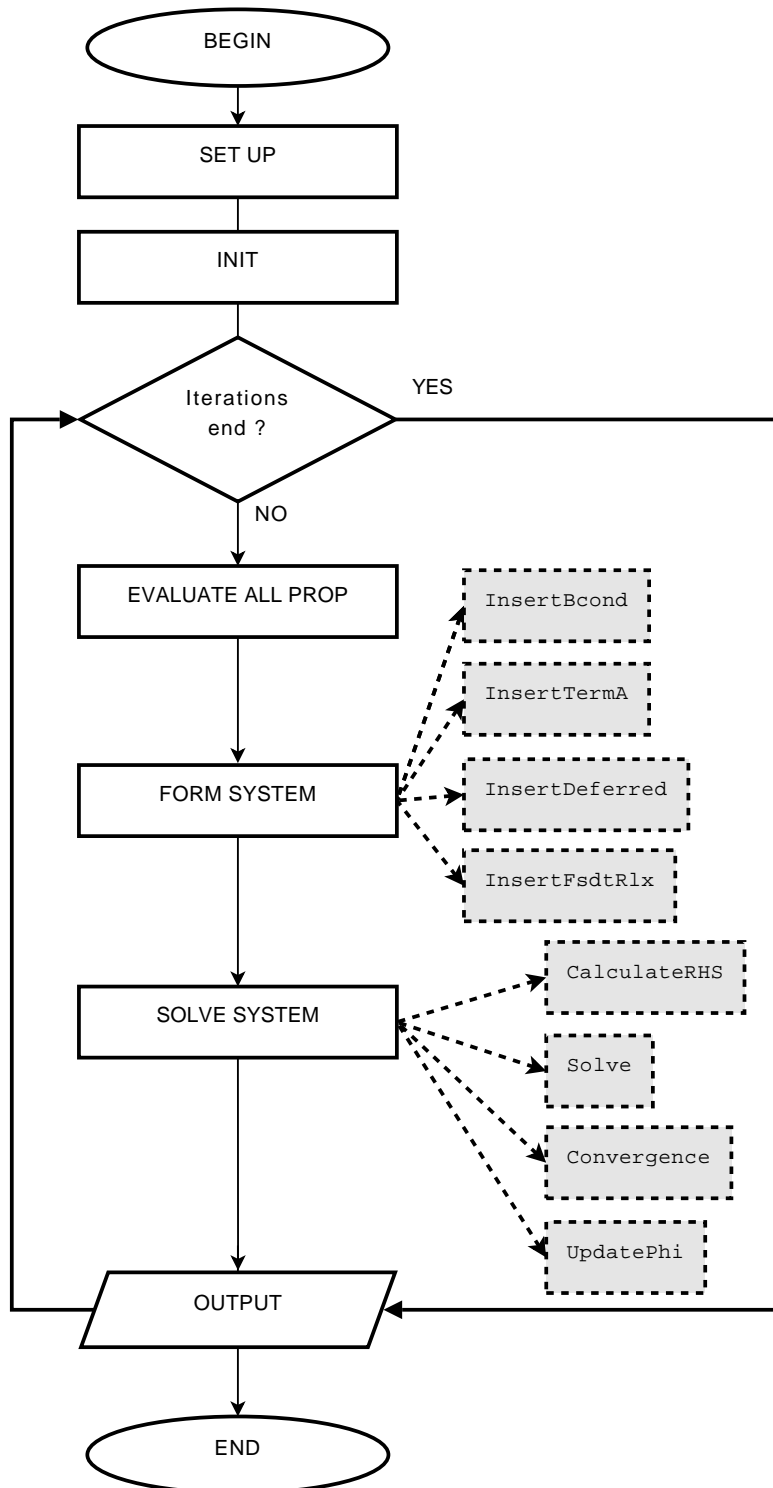 BEGIN
SET UP
INIT
Iterations
end ?
YES
NO
EVALUATE ALL PROP
InsertBcond
InsertTermA
FORM SYSTEM
InsertDeferred
InsertFsdtRlx
CalculateRHS
SOLVE SYSTEM
Solve
Convergence
UpdatePhi
OUTPUT
END